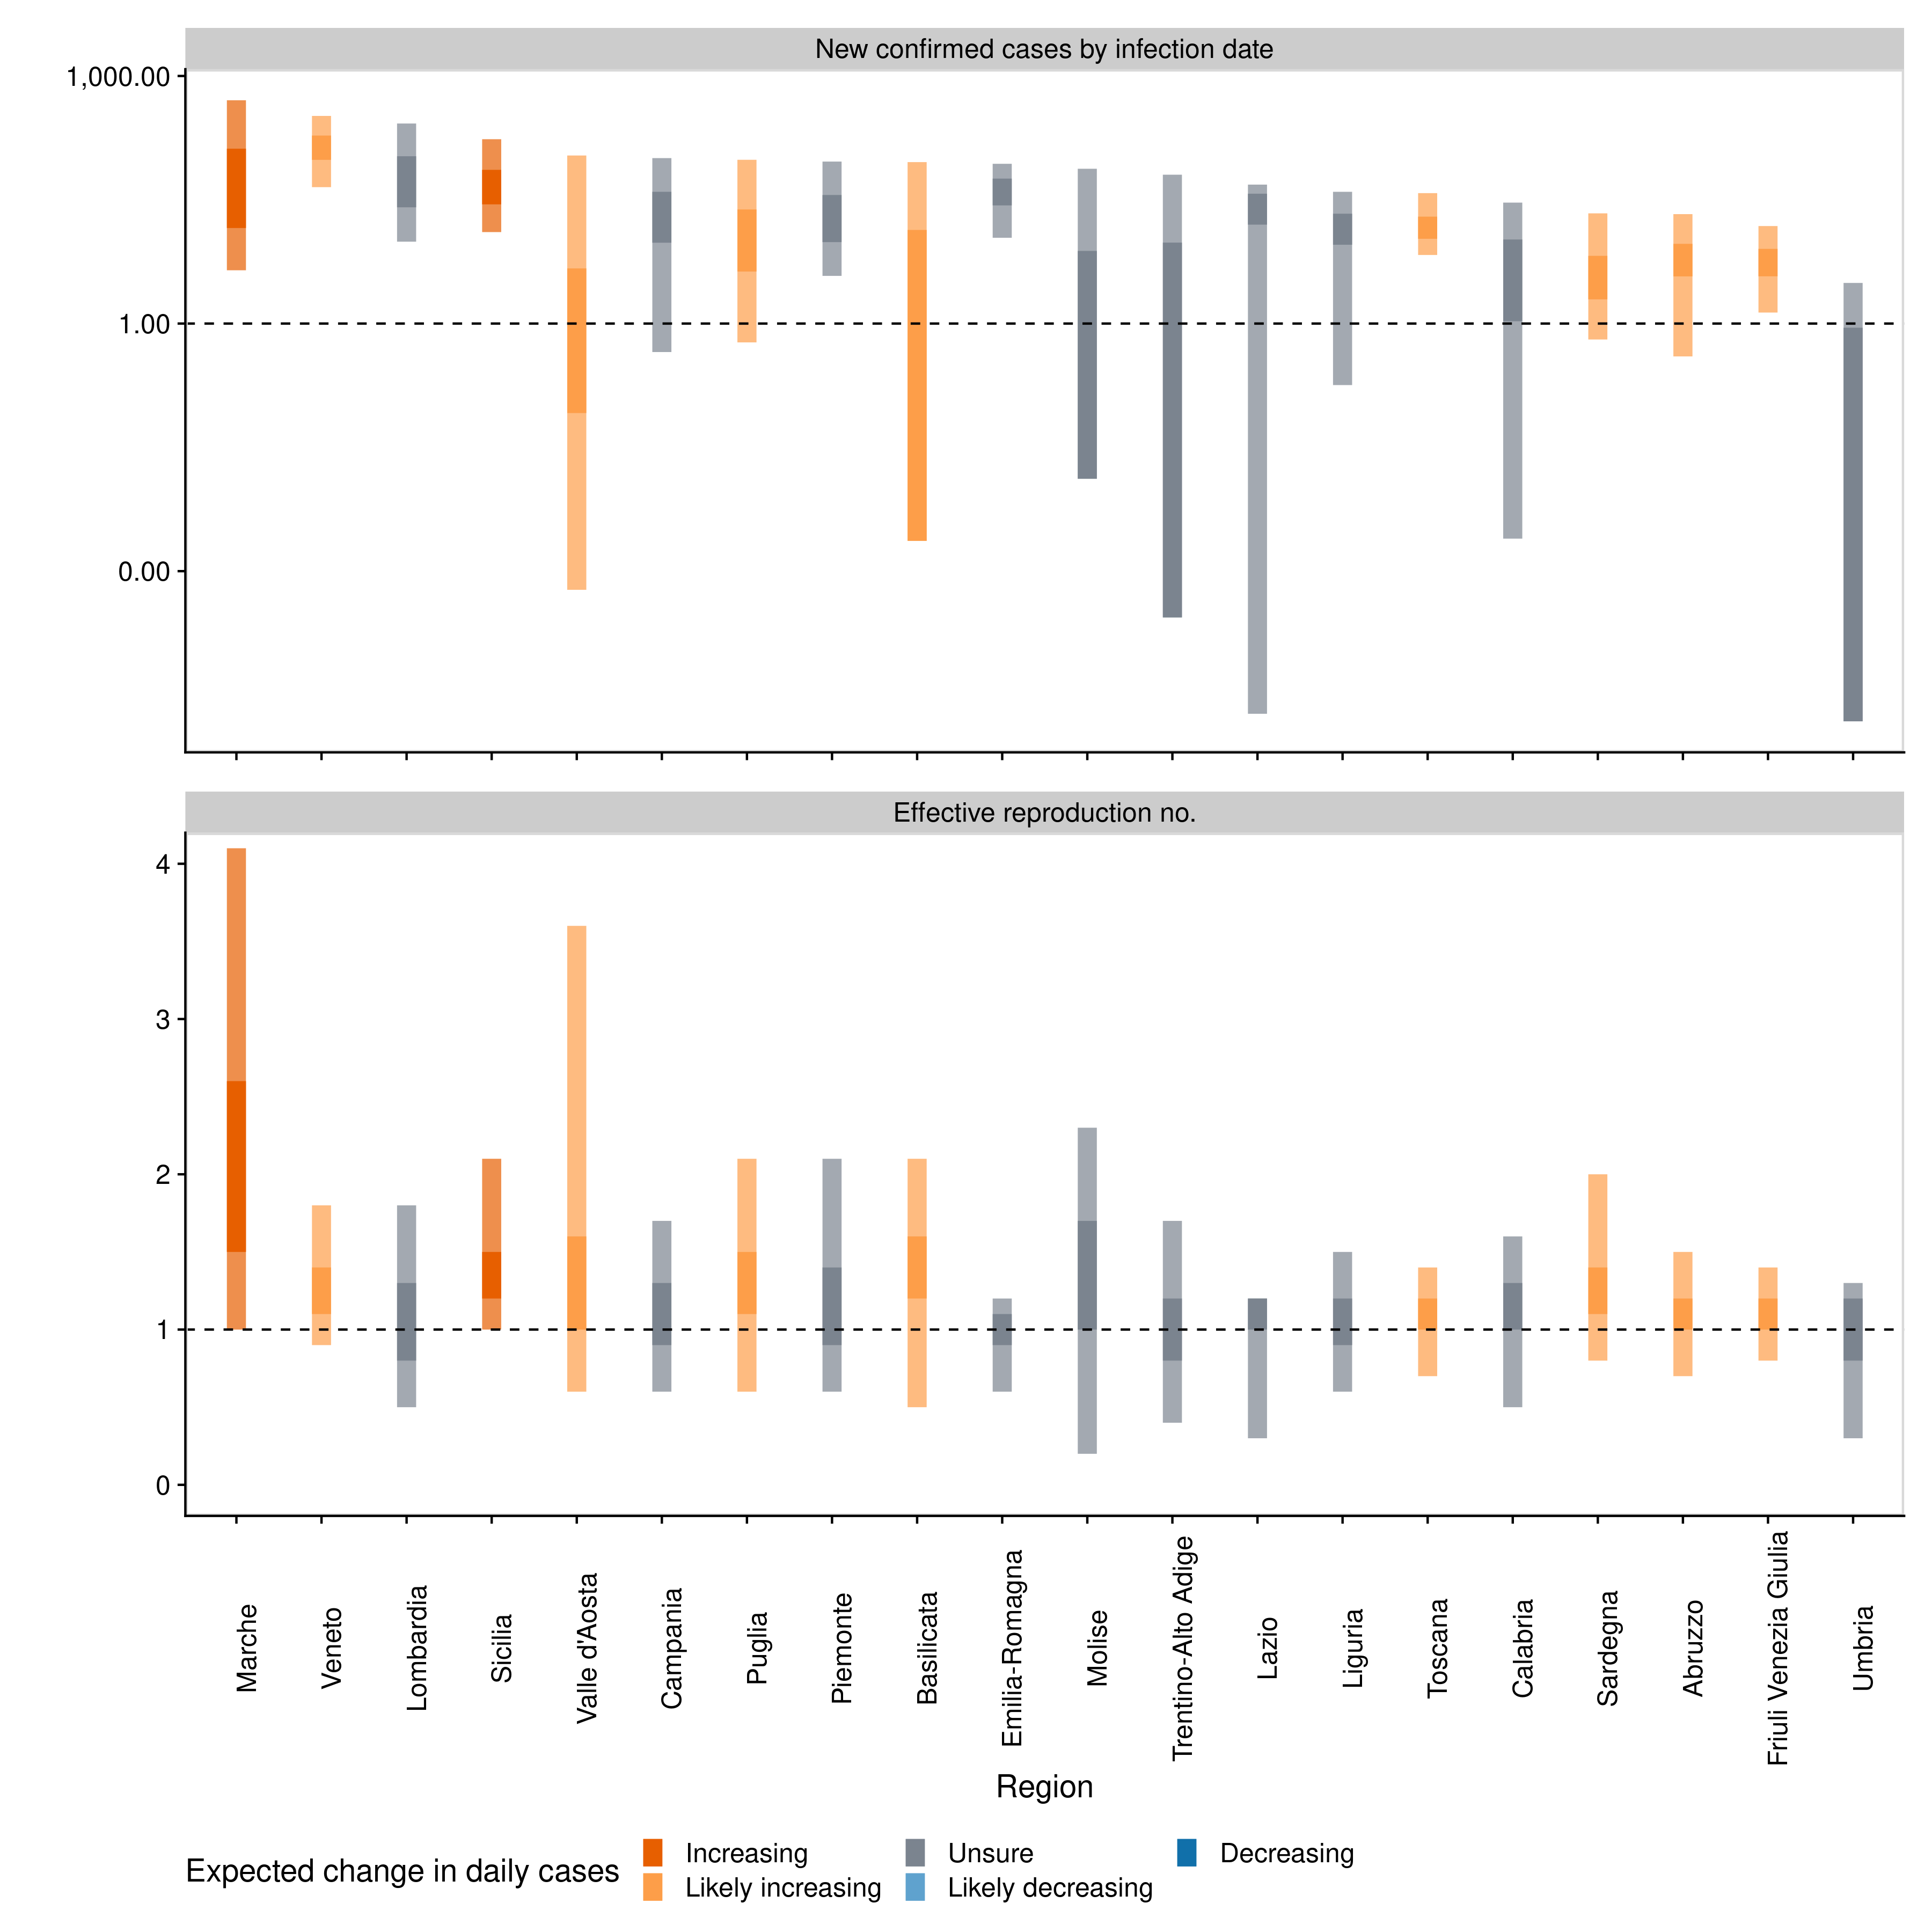 New confirmed cases by infection date
1,000.00
1.00
0.00
Effective reproduction no.
4
3
2
1
0
Marche
Veneto
Lombardia
Sicilia
Valle d'Aosta
Campania
Puglia
Piemonte
Basilicata
Emilia-Romagna
Molise
Trentino-Alto Adige
Lazio
Liguria
Toscana
Calabria
Sardegna
Abruzzo
Friuli Venezia Giulia
Umbria
Region
Expected change in daily cases
Increasing
Likely increasing
Unsure
Likely decreasing
Decreasing